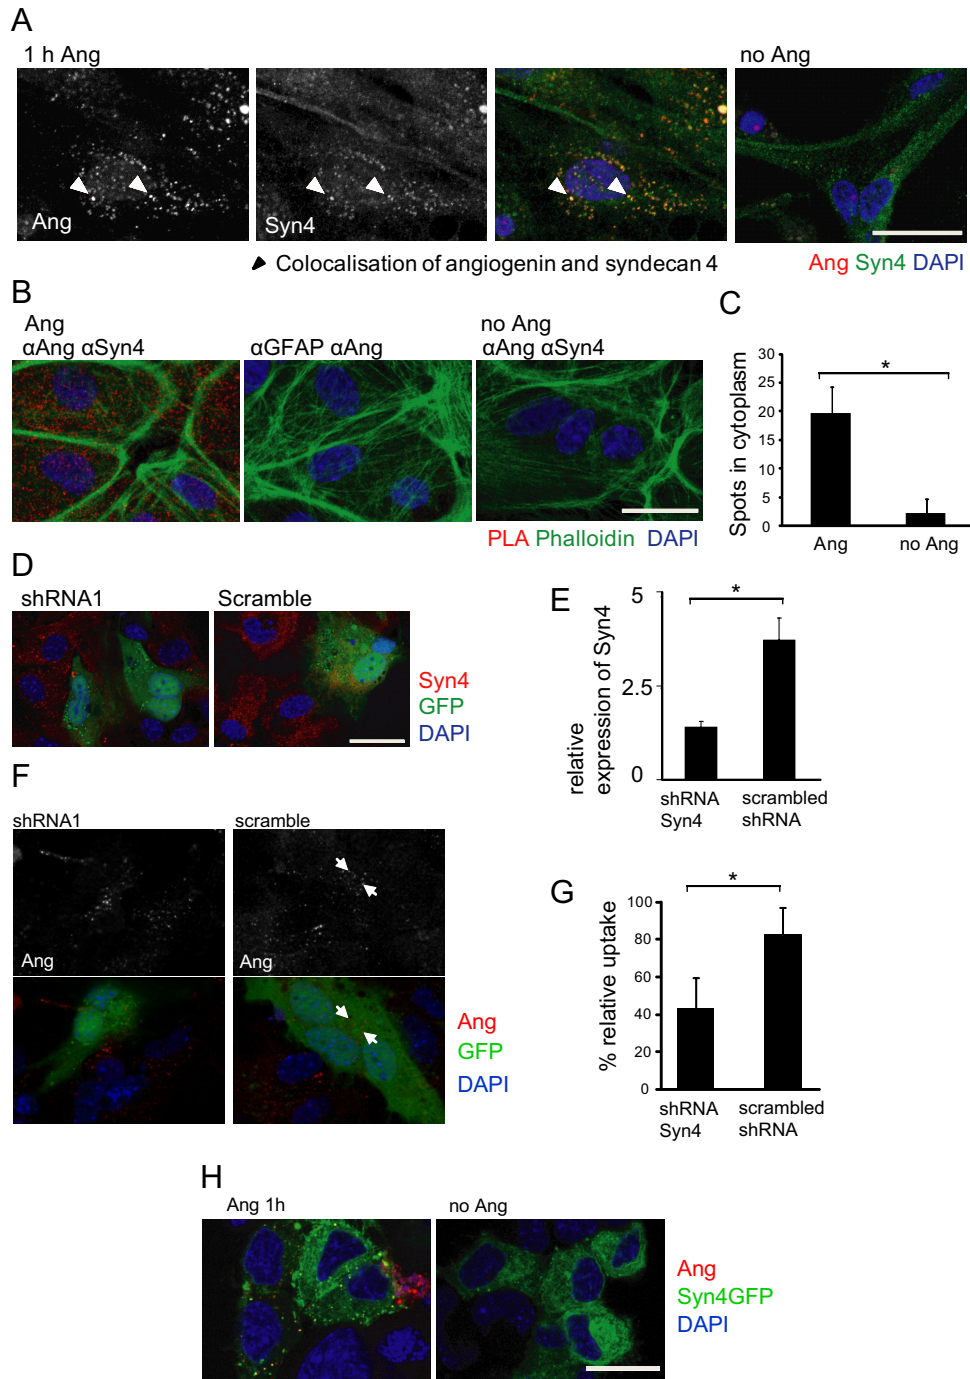 A
1 h Ang
no Ang
Ang
Syn4
Colocalisation of angiogenin and syndecan 4
Ang Syn4 DAPI
B
Ang
αAng αSyn4
αGFAP αAng
no Ang
αAng αSyn4
PLA Phalloidin DAPI
C
Spots in cytoplasm
30
25
20
15
10
5
0
*
Ang
no Ang
D
shRNA1
Scramble
Syn4
GFP
DAPI
E
relative
expression of Syn4
5
2.5
0
*
shRNA
Syn4
scrambled
shRNA
F
shRNA1
scramble
Ang
Ang
Ang
GFP
DAPI
G
% relative uptake
100
80
60
40
20
0
*
shRNA
Syn4
scrambled
shRNA
H
Ang 1h
no Ang
Ang
Syn4GFP
DAPI